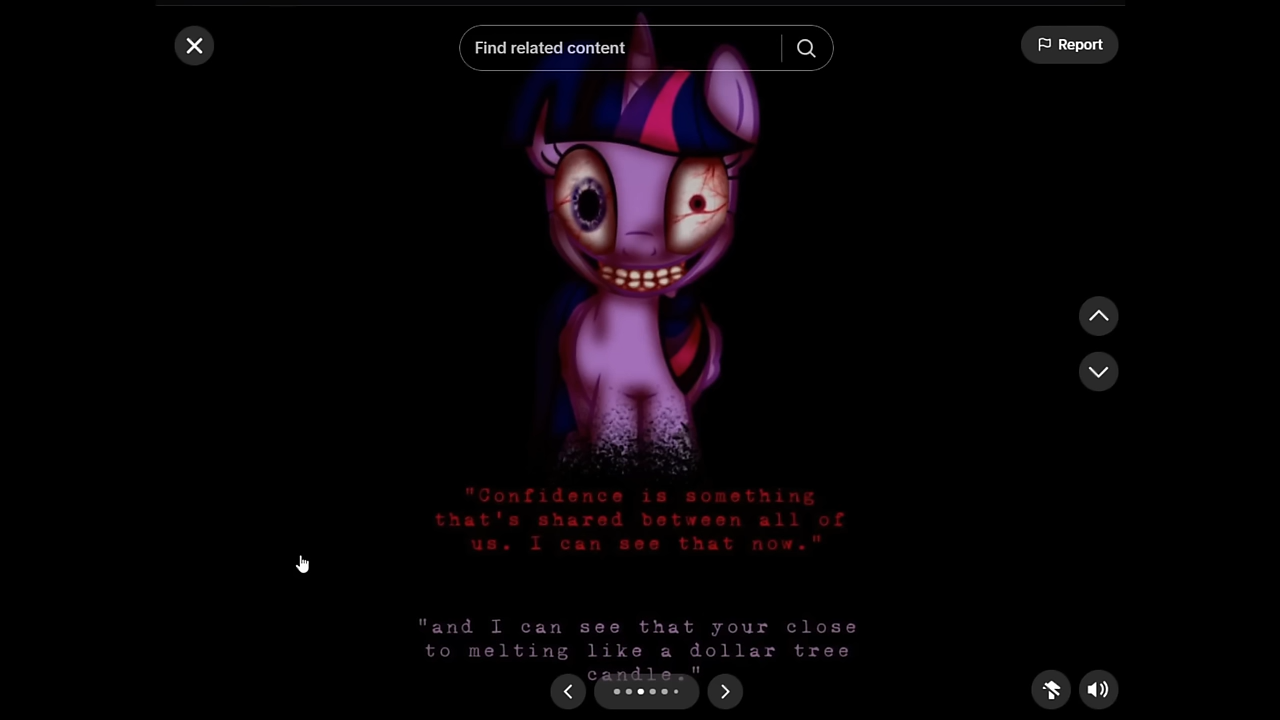 Find related content
Report
"Confidence is something
that's shared between all of
us. I can see that now."
"and I can see that your close
to melting like a dollar tree
candle."